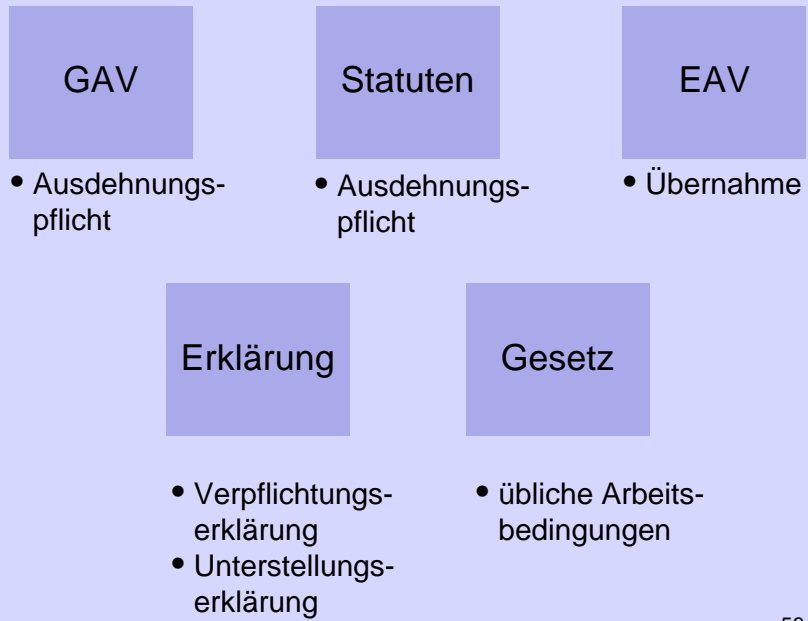 GAV
Statuten
EAV
• Ausdehnungs-
pflicht
• Ausdehnungs-
pflicht
• Übernahme
Erklärung
Gesetz
• Verpflichtungs-
erklärung
• Unterstellungs-
erklärung
• übliche Arbeits-
bedingungen